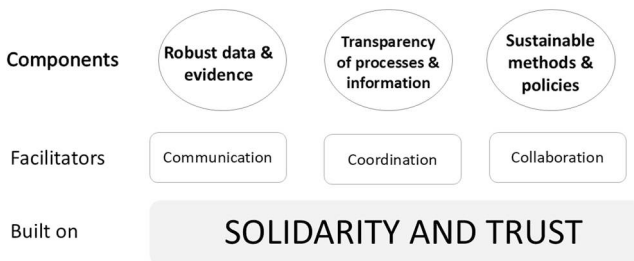 Components
Robust data &
evidence
Transparency
of processes &
information
Sustainable
methods &
policies
Facilitators
Communication
Coordination
Collaboration
Built on
SOLIDARITY AND TRUST